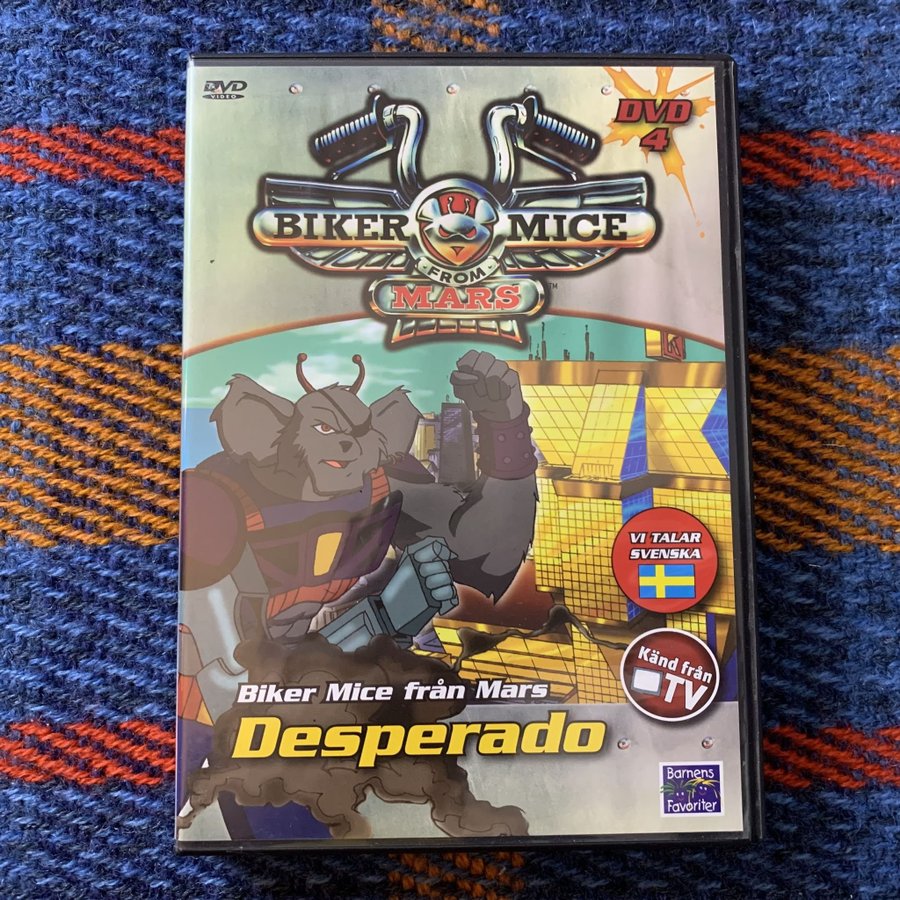 DVD
VIDEO
DVD
4
BIKER MICE
FROM
MARS
TM
VI TALAR
SVENSKA
Känd från
TV
Biker Mice från Mars
Desperado
Barnens
Favoriter